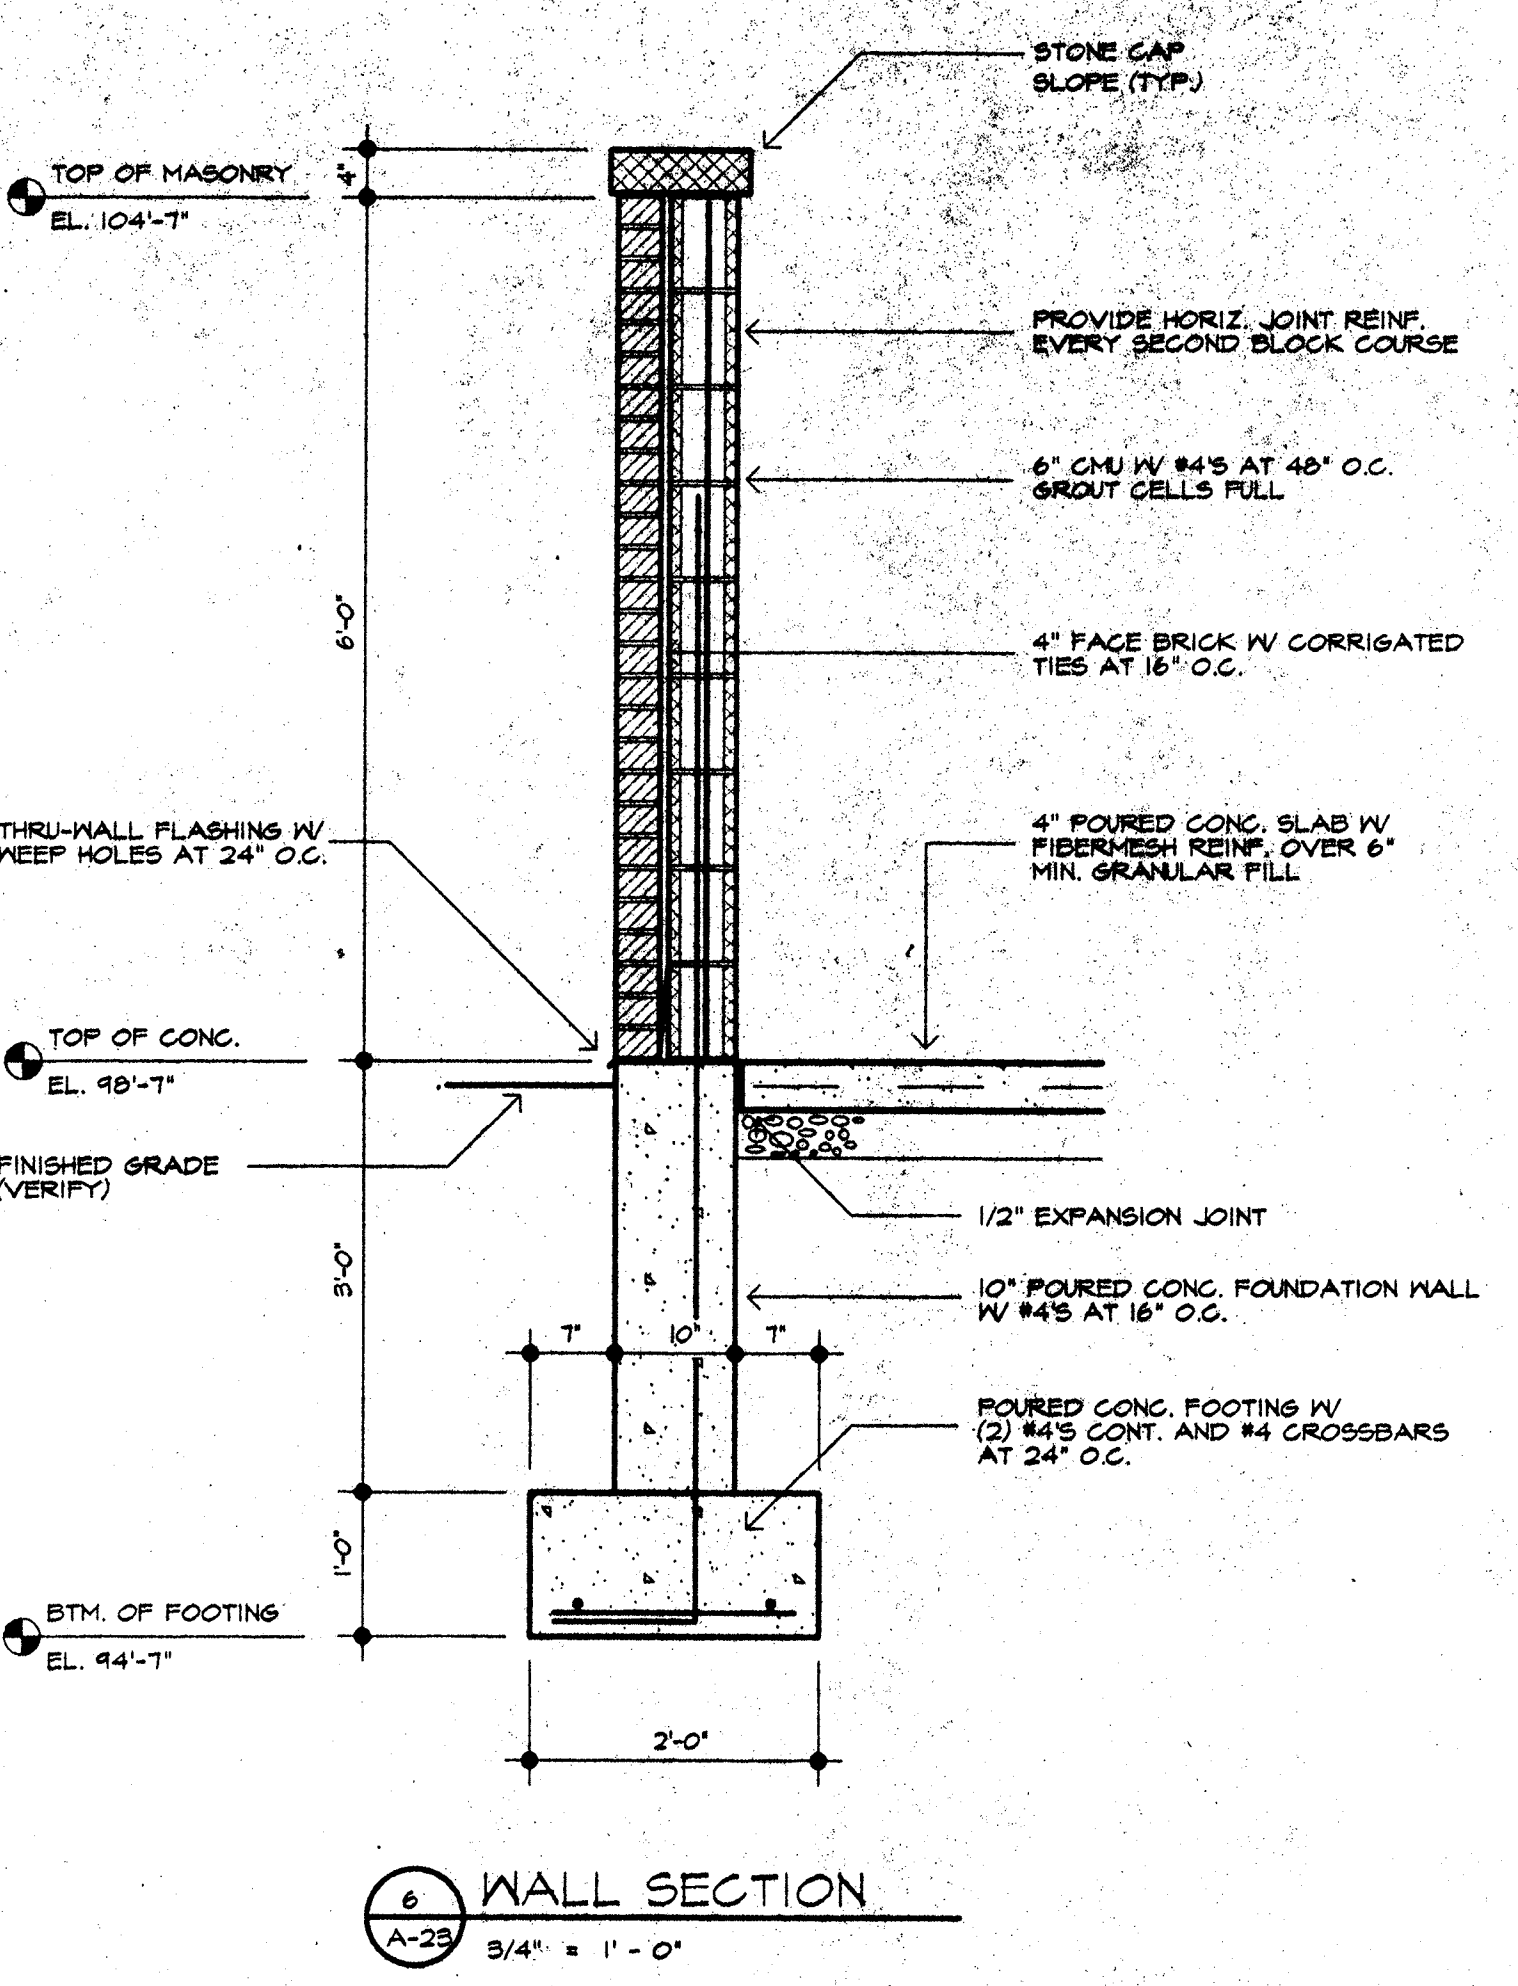 STONE CAP
SLOPE (TYP.)
TOP OF MASONRY
EL. 104'-7"
4"
PROVIDE HORIZ. JOINT REINF.
EVERY SECOND BLOCK COURSE
6" CMU W/ #4'S AT 48" O.C.
GROUT CELLS FULL
6'-0"
4" FACE BRICK W/ CORRIGATED
TIES AT 16" O.C.
THRU-WALL FLASHING W/
WEEP HOLES AT 24" O.C.
4" POURED CONC. SLAB W/
FIBERMESH REINF. OVER 6"
MIN. GRANULAR FILL
TOP OF CONC.
EL. 98'-7"
FINISHED GRADE
(VERIFY)
1/2" EXPANSION JOINT
3'-0"
10" POURED CONC. FOUNDATION WALL
W/ #4'S AT 16" O.C.
7" 10" 7"
POURED CONC. FOOTING W/
(2) #4'S CONT. AND #4 CROSSBARS
AT 24" O.C.
1'-0"
BTM. OF FOOTING
EL. 94'-7"
2'-0"
6
A-23
WALL SECTION
3/4" = 1' - 0"